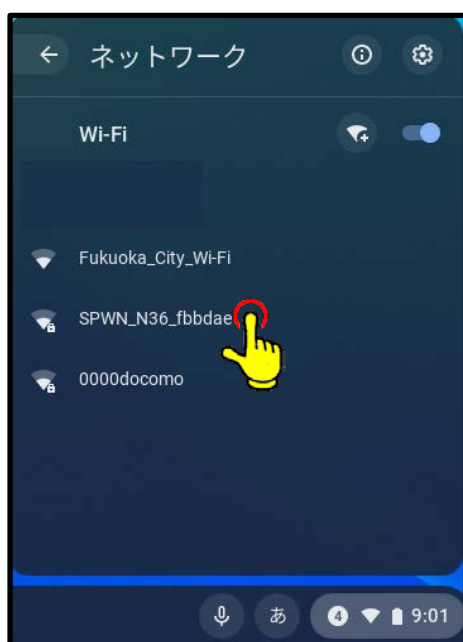 ネットワーク
Wi-Fi
Fukuoka_City_Wi-Fi
SPWN_N36_fbbdae
0000docomo
あ 4 9:01